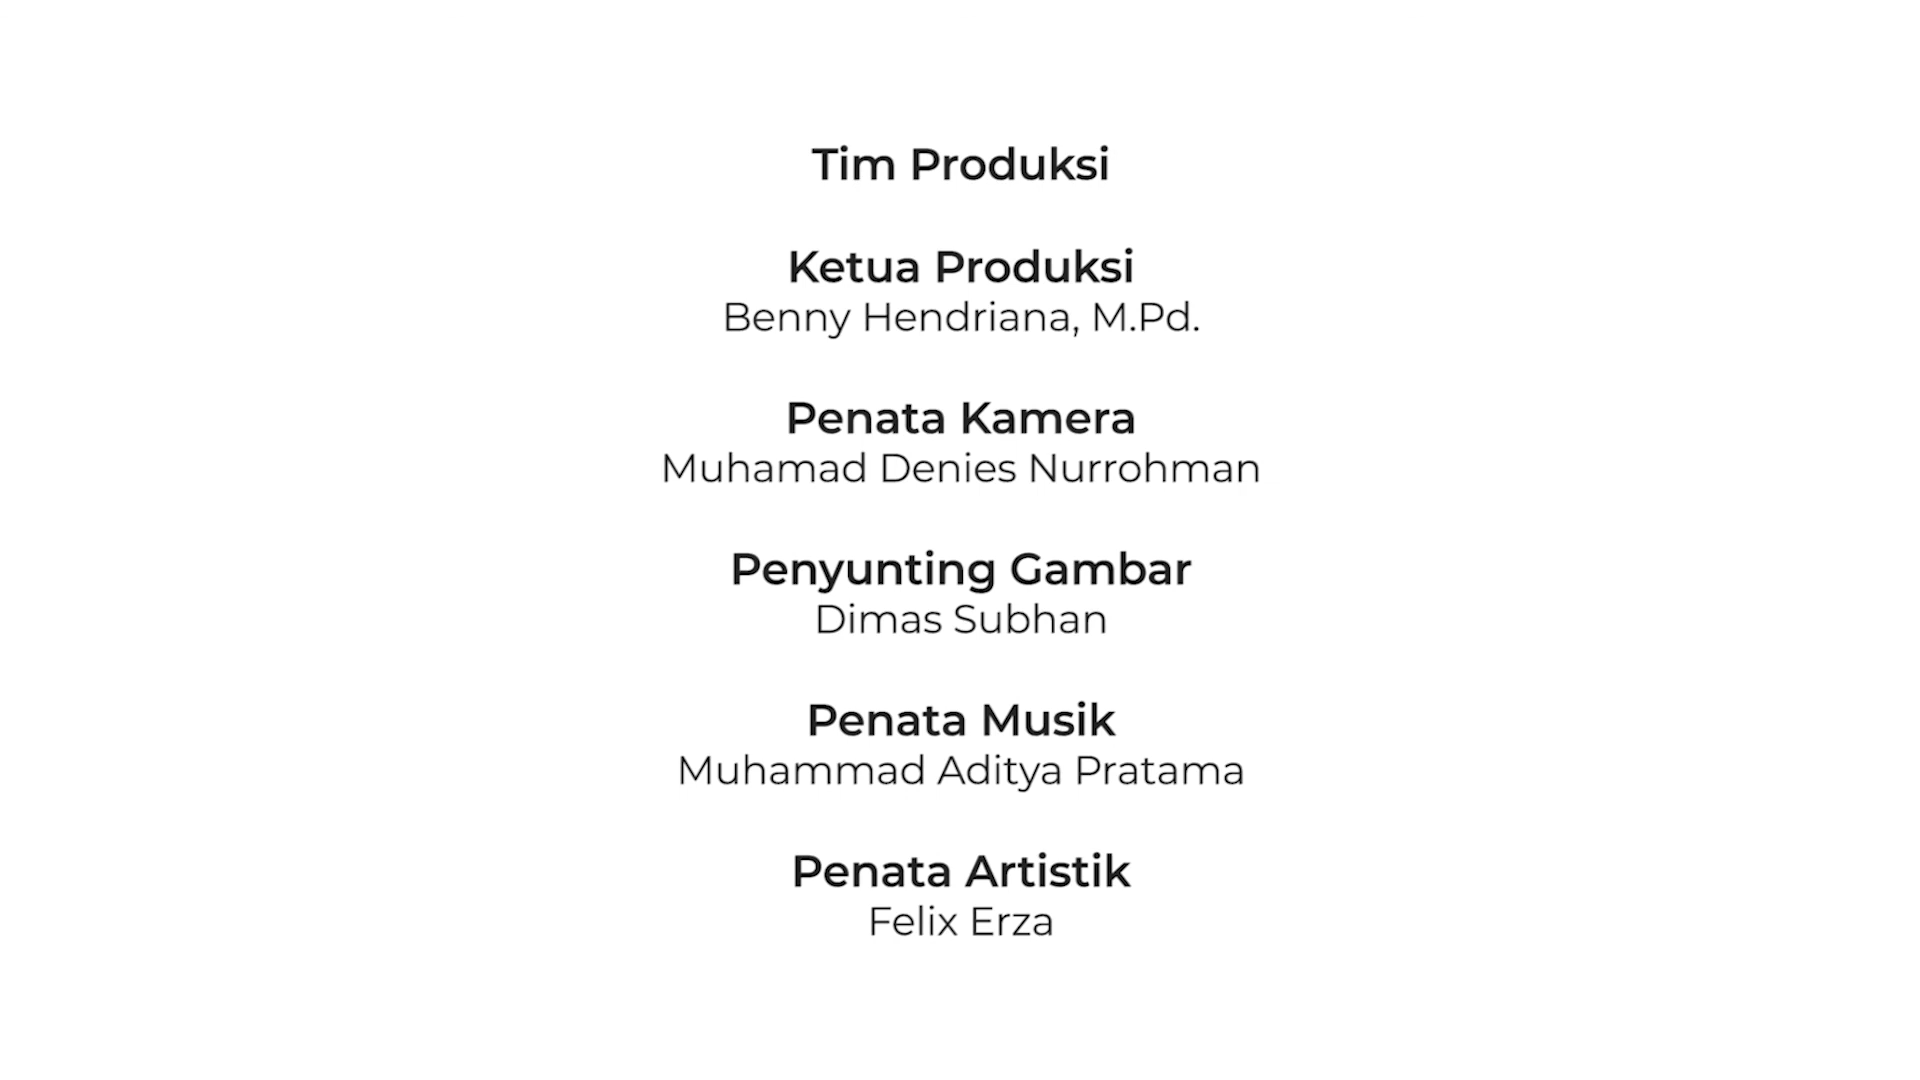 Tim Produksi
Ketua Produksi
Benny Hendriana, M.Pd.
Penata Kamera
Muhamad Denies Nurrohman
Penyunting Gambar
Dimas Subhan
Penata Musik
Muhammad Aditya Pratama
Penata Artistik
Felix Erza